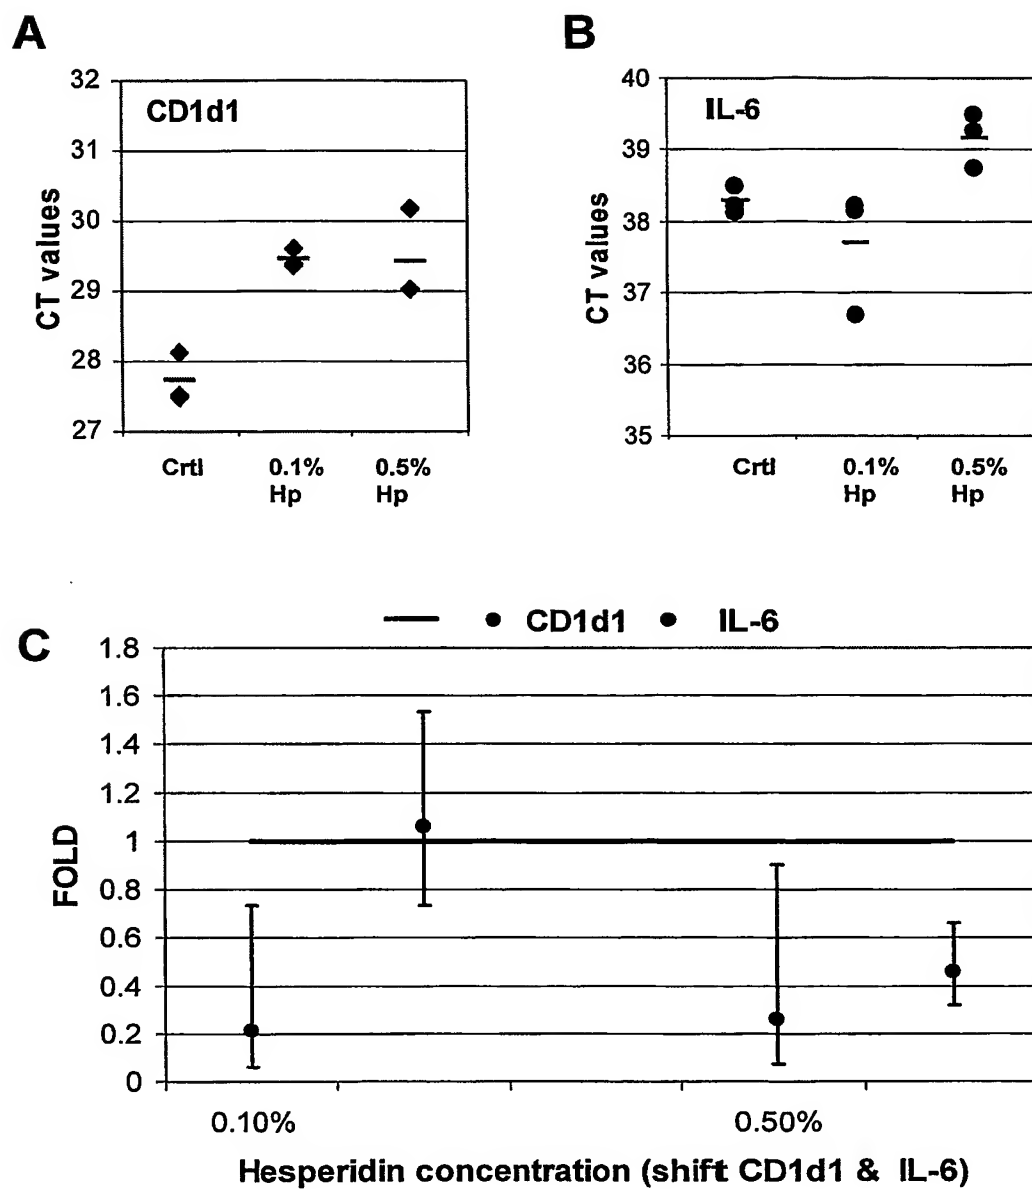 A
CD1d1
CT values
32
31
30
29
28
27
Crtl
0.1%
Hp
0.5%
Hp
B
IL-6
CT values
40
39
38
37
36
35
Crtl
0.1%
Hp
0.5%
Hp
C
CD1d1 IL-6
FOLD
1.8
1.6
1.4
1.2
1
0.8
0.6
0.4
0.2
0
0.10% 0.50%
Hesperidin concentration (shift CD1d1 & IL-6)